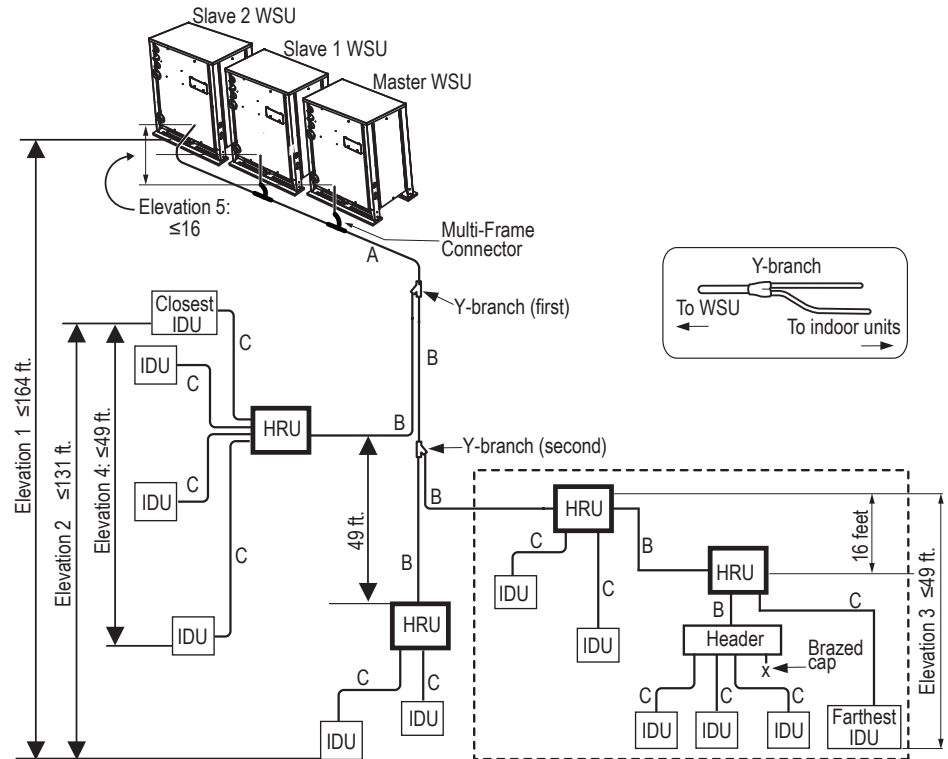 Slave 2 WSU
Slave 1 WSU
Master WSU
Elevation 5:
≤16
Multi-Frame
Connector
A
Y-branch (first)
Y-branch
To WSU
To indoor units
Closest
IDU
C
IDU
C
B
HRU
B
IDU
C
C
IDU
Y-branch (second)
B
B
49 ft.
HRU
C
C
IDU
IDU
HRU
C
B
C
IDU
IDU
HRU
B
C
Header
Brazed
cap
x
C
C
C
IDU
IDU
IDU
Farthest
IDU
16 feet
Elevation 3 ≤49 ft.
Elevation 1 ≤164 ft.
Elevation 2 ≤131 ft.
Elevation 4: ≤49 ft.